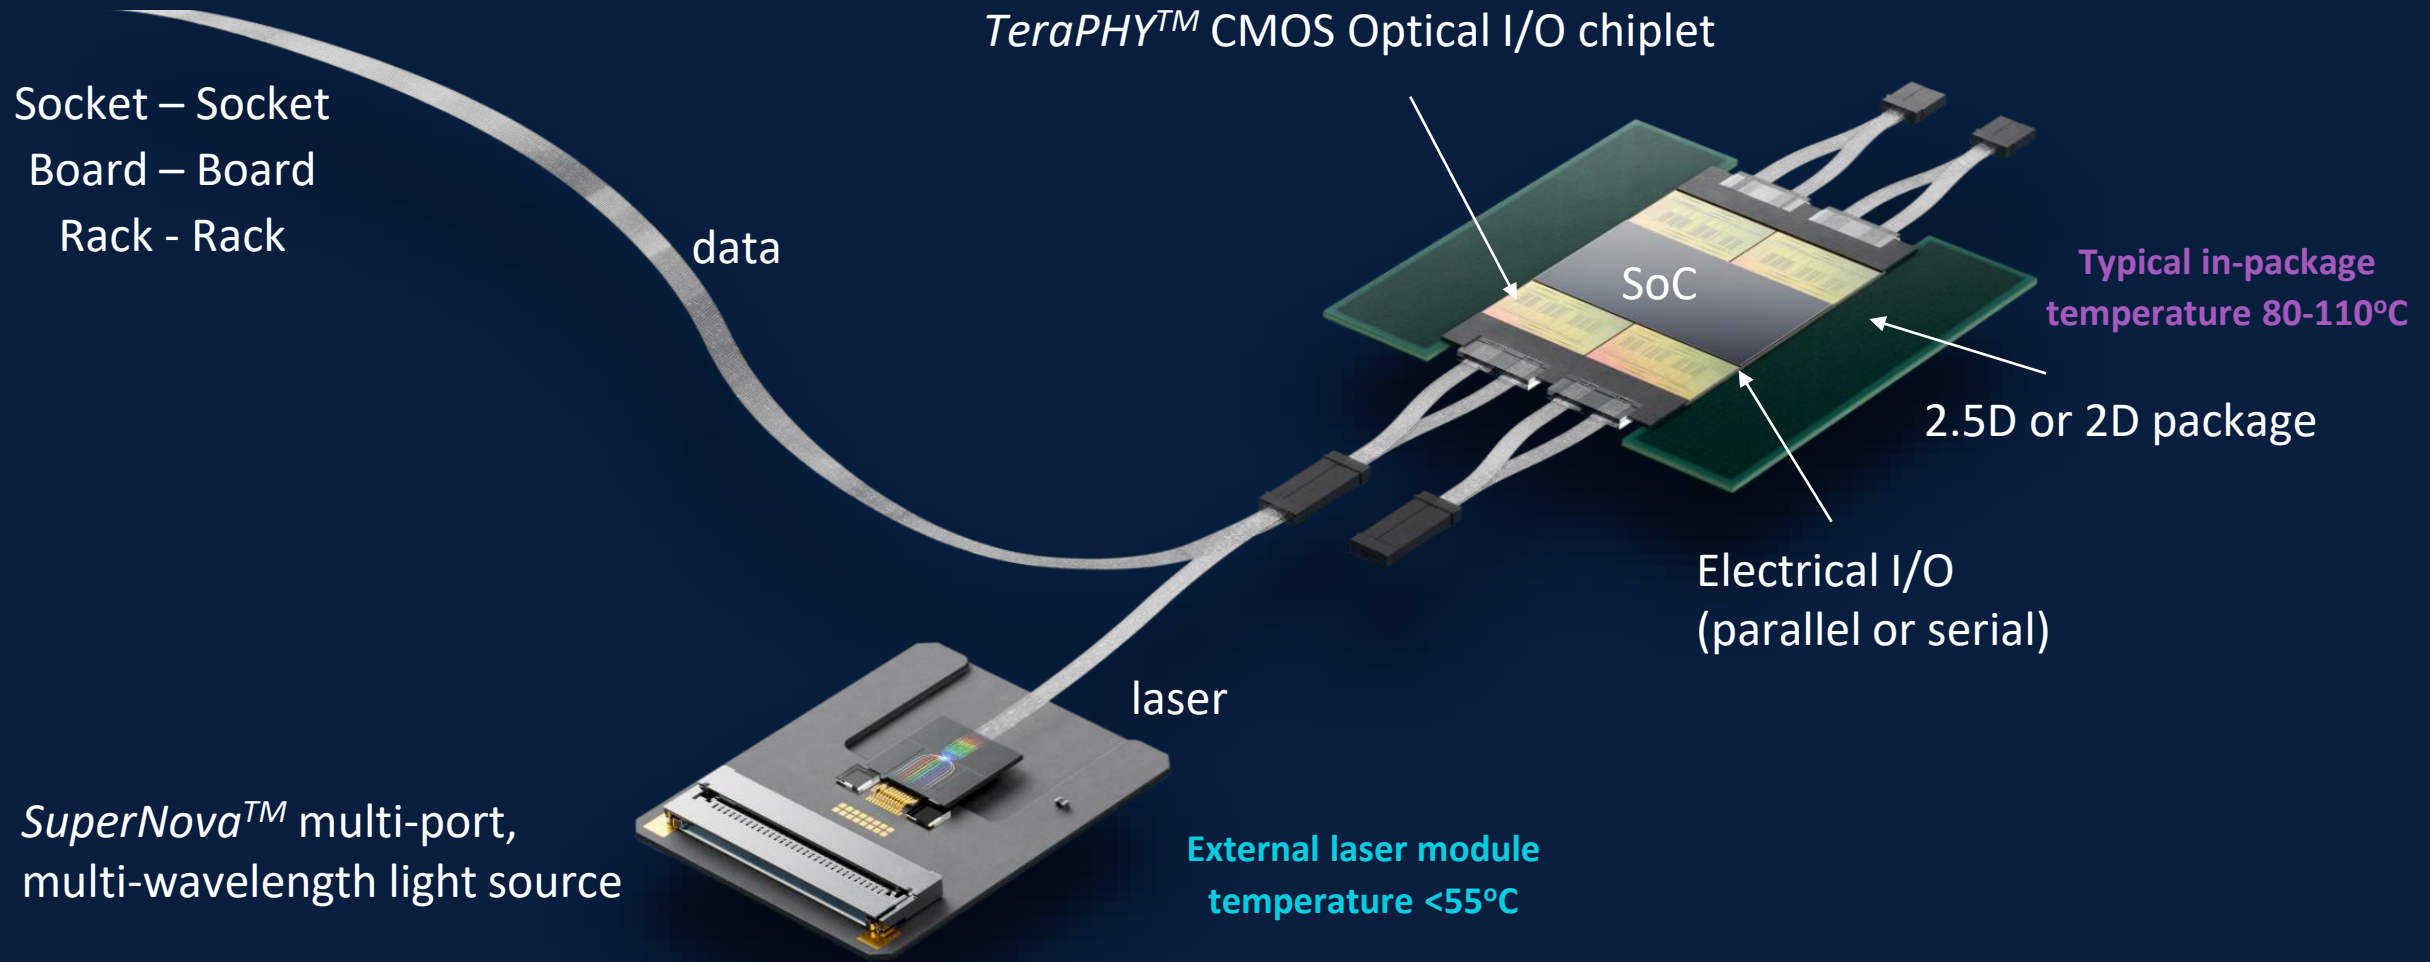 TeraPHYTM CMOS Optical I/O chiplet
Socket – Socket
Board – Board
Rack - Rack
data
SoC
Typical in-package
temperature 80-110oC
2.5D or 2D package
Electrical I/O
(parallel or serial)
laser
SuperNovaTM multi-port,
multi-wavelength light source
External laser module
temperature <55oC